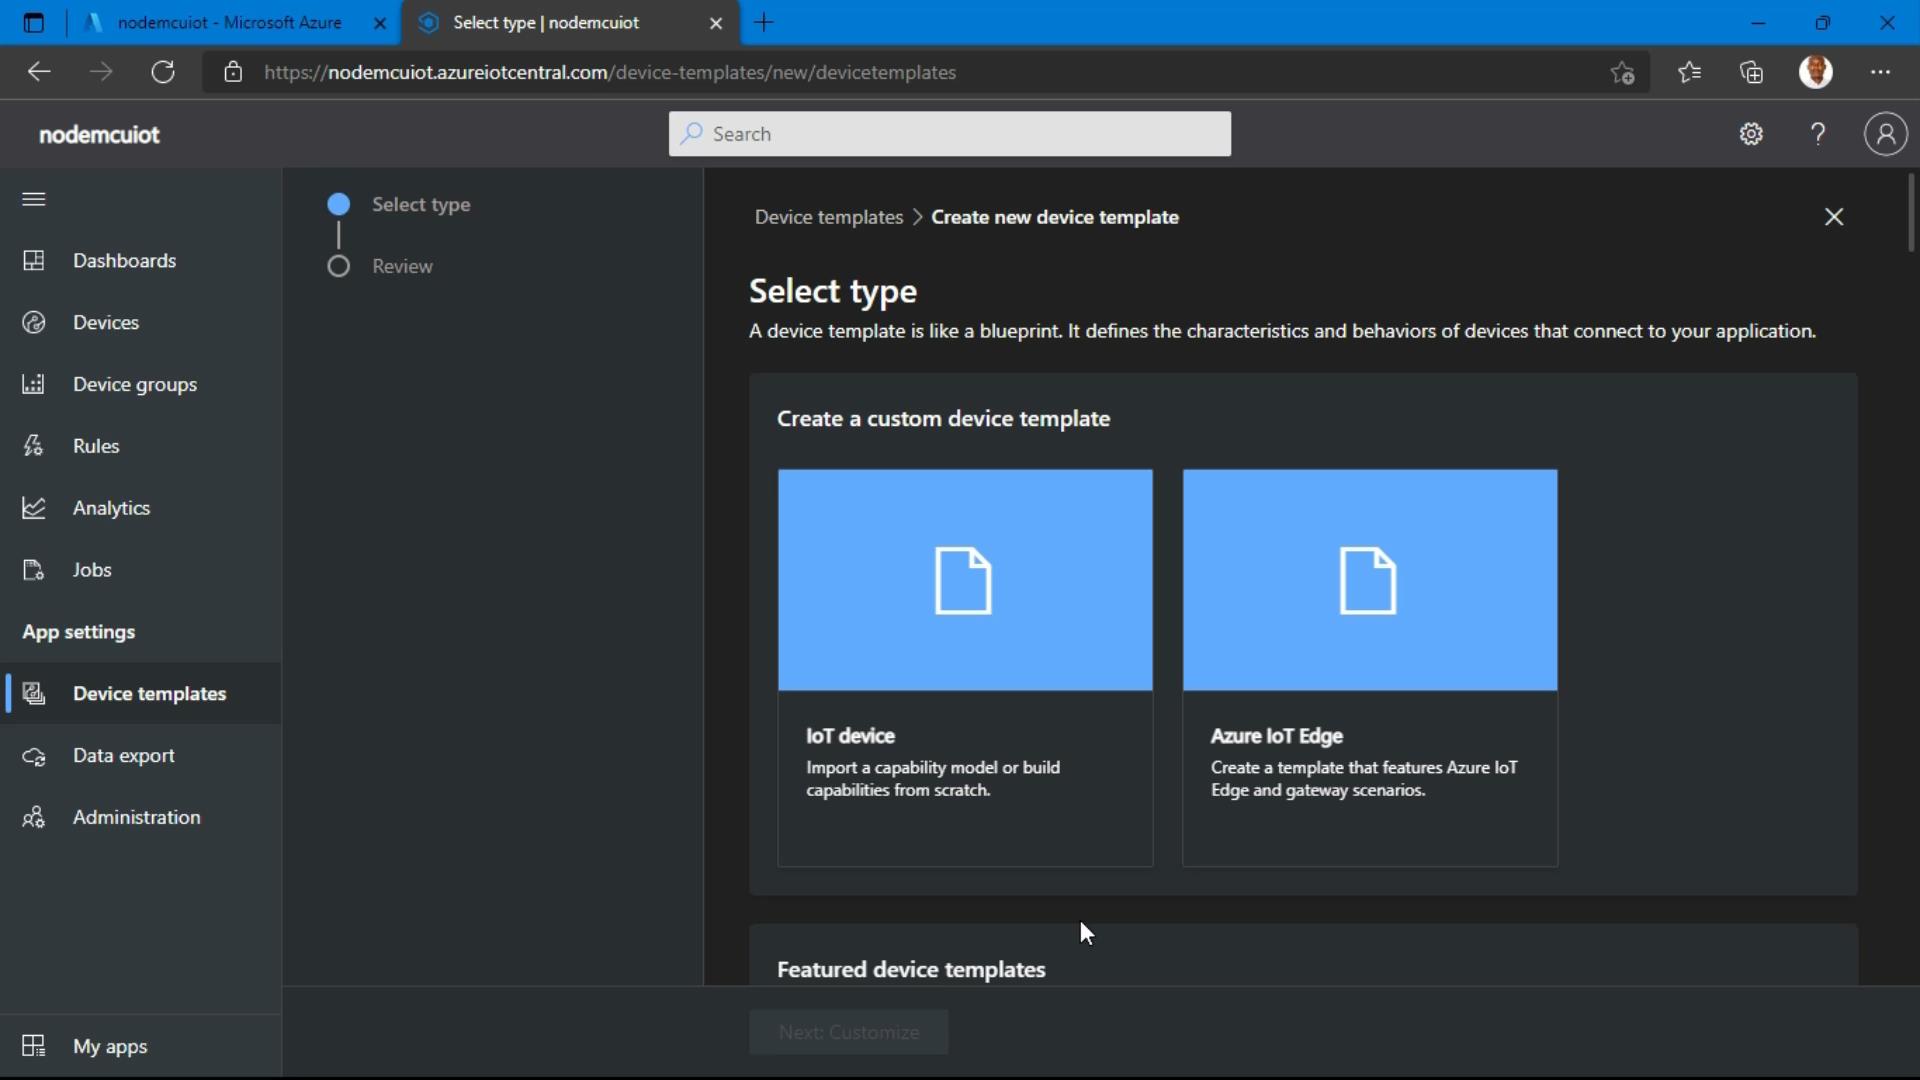 nodemcuiot - Microsoft Azure
Select type | nodemcuiot
https://nodemcuiot.azureiotcentral.com/device-templates/new/devicetemplates
nodemcuiot
Search
?
Select type
Review
Dashboards
Devices
Device groups
Rules
Analytics
Jobs
App settings
Device templates
Data export
Administration
My apps
Device templates > Create new device template
Select type
A device template is like a blueprint. It defines the characteristics and behaviors of devices that connect to your application.
Create a custom device template
IoT device
Import a capability model or build
capabilities from scratch.
Azure IoT Edge
Create a template that features Azure IoT
Edge and gateway scenarios.
Featured device templates
Next: Customize